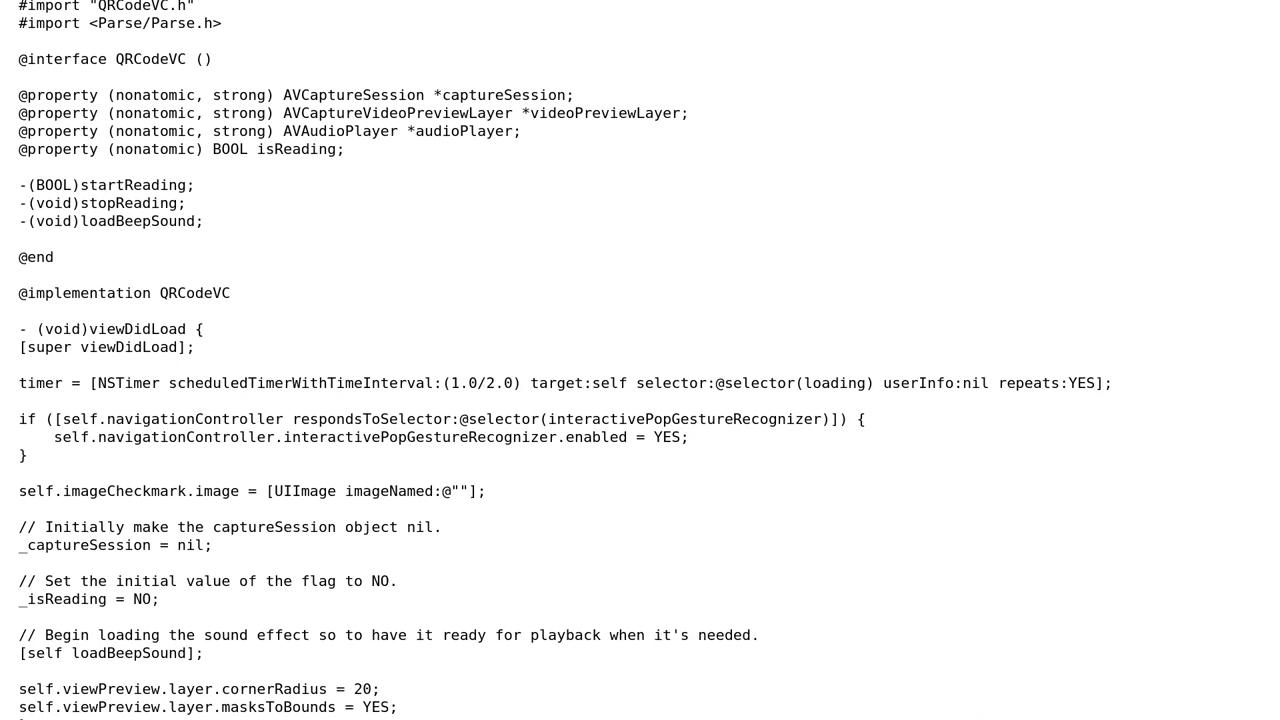 #import "QRCodeVC.h"
#import <Parse/Parse.h>

@interface QRCodeVC ()

@property (nonatomic, strong) AVCaptureSession *captureSession;
@property (nonatomic, strong) AVCaptureVideoPreviewLayer *videoPreviewLayer;
@property (nonatomic, strong) AVAudioPlayer *audioPlayer;
@property (nonatomic) BOOL isReading;

-(BOOL)startReading;
-(void)stopReading;
-(void)loadBeepSound;

@end

@implementation QRCodeVC

- (void)viewDidLoad {
[super viewDidLoad];

timer = [NSTimer scheduledTimerWithTimeInterval:(1.0/2.0) target:self selector:@selector(loading) userInfo:nil repeats:YES];

if ([self.navigationController respondsToSelector:@selector(interactivePopGestureRecognizer)]) {
    self.navigationController.interactivePopGestureRecognizer.enabled = YES;
}

self.imageCheckmark.image = [UIImage imageNamed:@""];

// Initially make the captureSession object nil.
_captureSession = nil;

// Set the initial value of the flag to NO.
_isReading = NO;

// Begin loading the sound effect so to have it ready for playback when it's needed.
[self loadBeepSound];

self.viewPreview.layer.cornerRadius = 20;
self.viewPreview.layer.masksToBounds = YES;